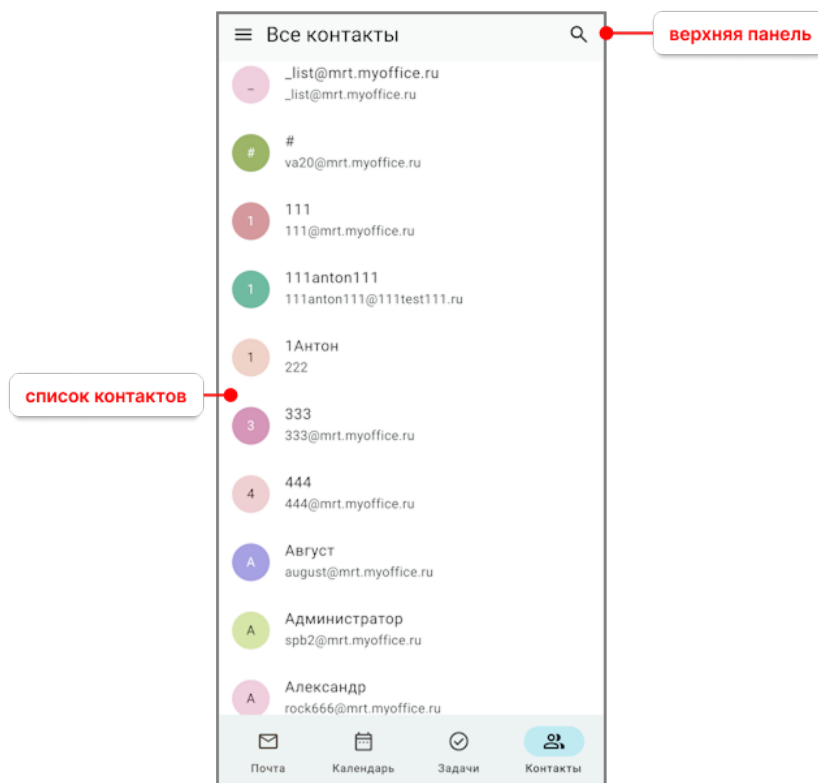 Все контакты
верхняя панель
_
_list@mrt.myoffice.ru
_list@mrt.myoffice.ru
#
#
va20@mrt.myoffice.ru
1
111
111@mrt.myoffice.ru
1
111anton111
111anton111@111test111.ru
1
1Антон
222
список контактов
3
333
333@mrt.myoffice.ru
4
444
444@mrt.myoffice.ru
А
Август
august@mrt.myoffice.ru
А
Администратор
spb2@mrt.myoffice.ru
А
Александр
rock666@mrt.myoffice.ru
Почта Календарь Задачи Контакты